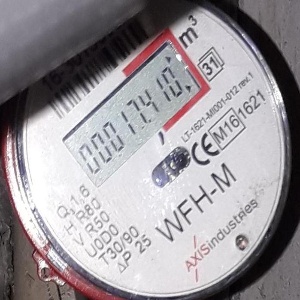 m³
00017410
31
LT-1621-MI001-012 rev.1
CE M16 1621
Q 1.6
H R80
V R50
U0D0
T30/90
ΔP 25
WFH-M
AXISindustries